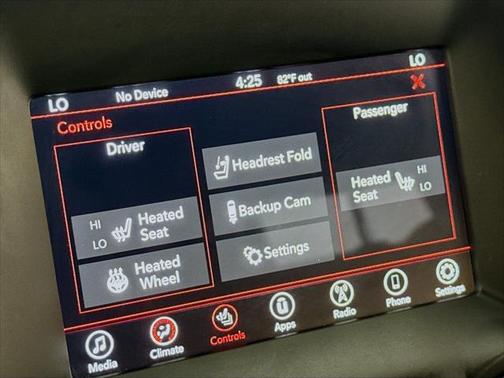 LO No Device 4:25 62°F out LO
Controls
Driver
Passenger
Headrest Fold
HI
LO
Heated
Seat
Backup Cam
Heated
Seat
HI
LO
Heated
Wheel
Settings
Media Climate Controls Apps Radio Phone Settings